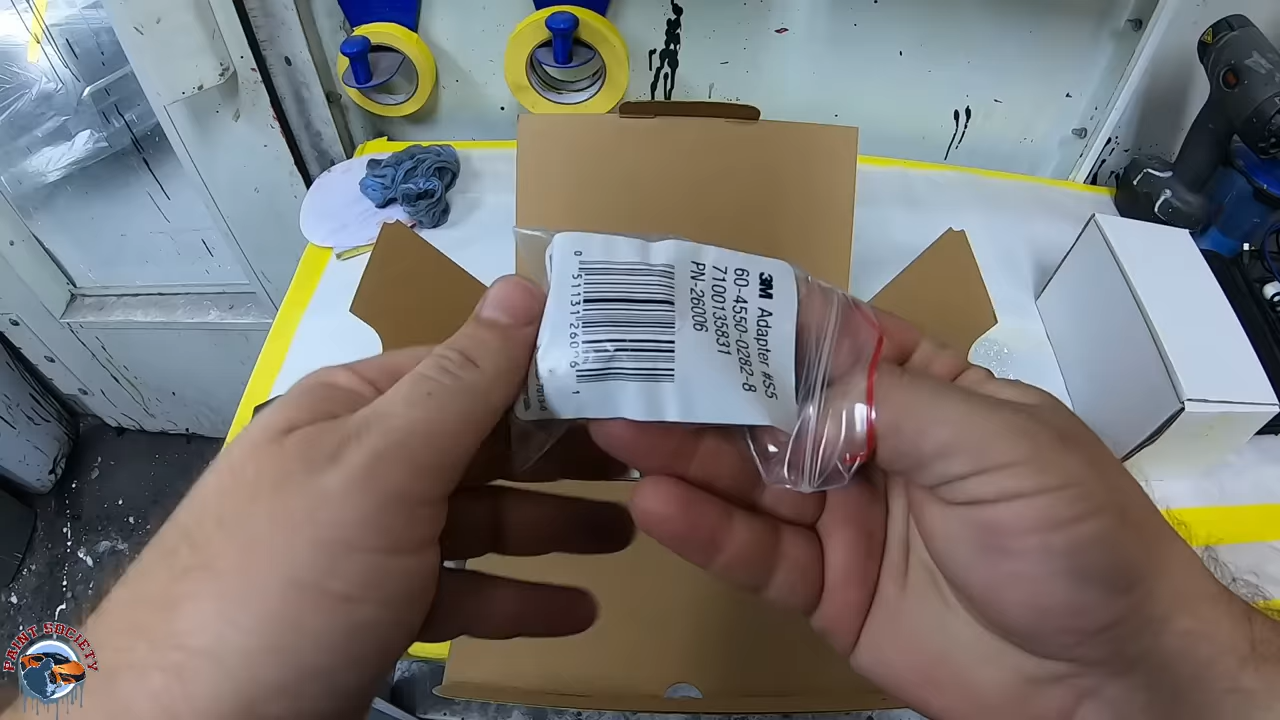 3M Adapter #S5
60-4550-0282-8
7100135831
PN-26006
PAINT SOCIETY